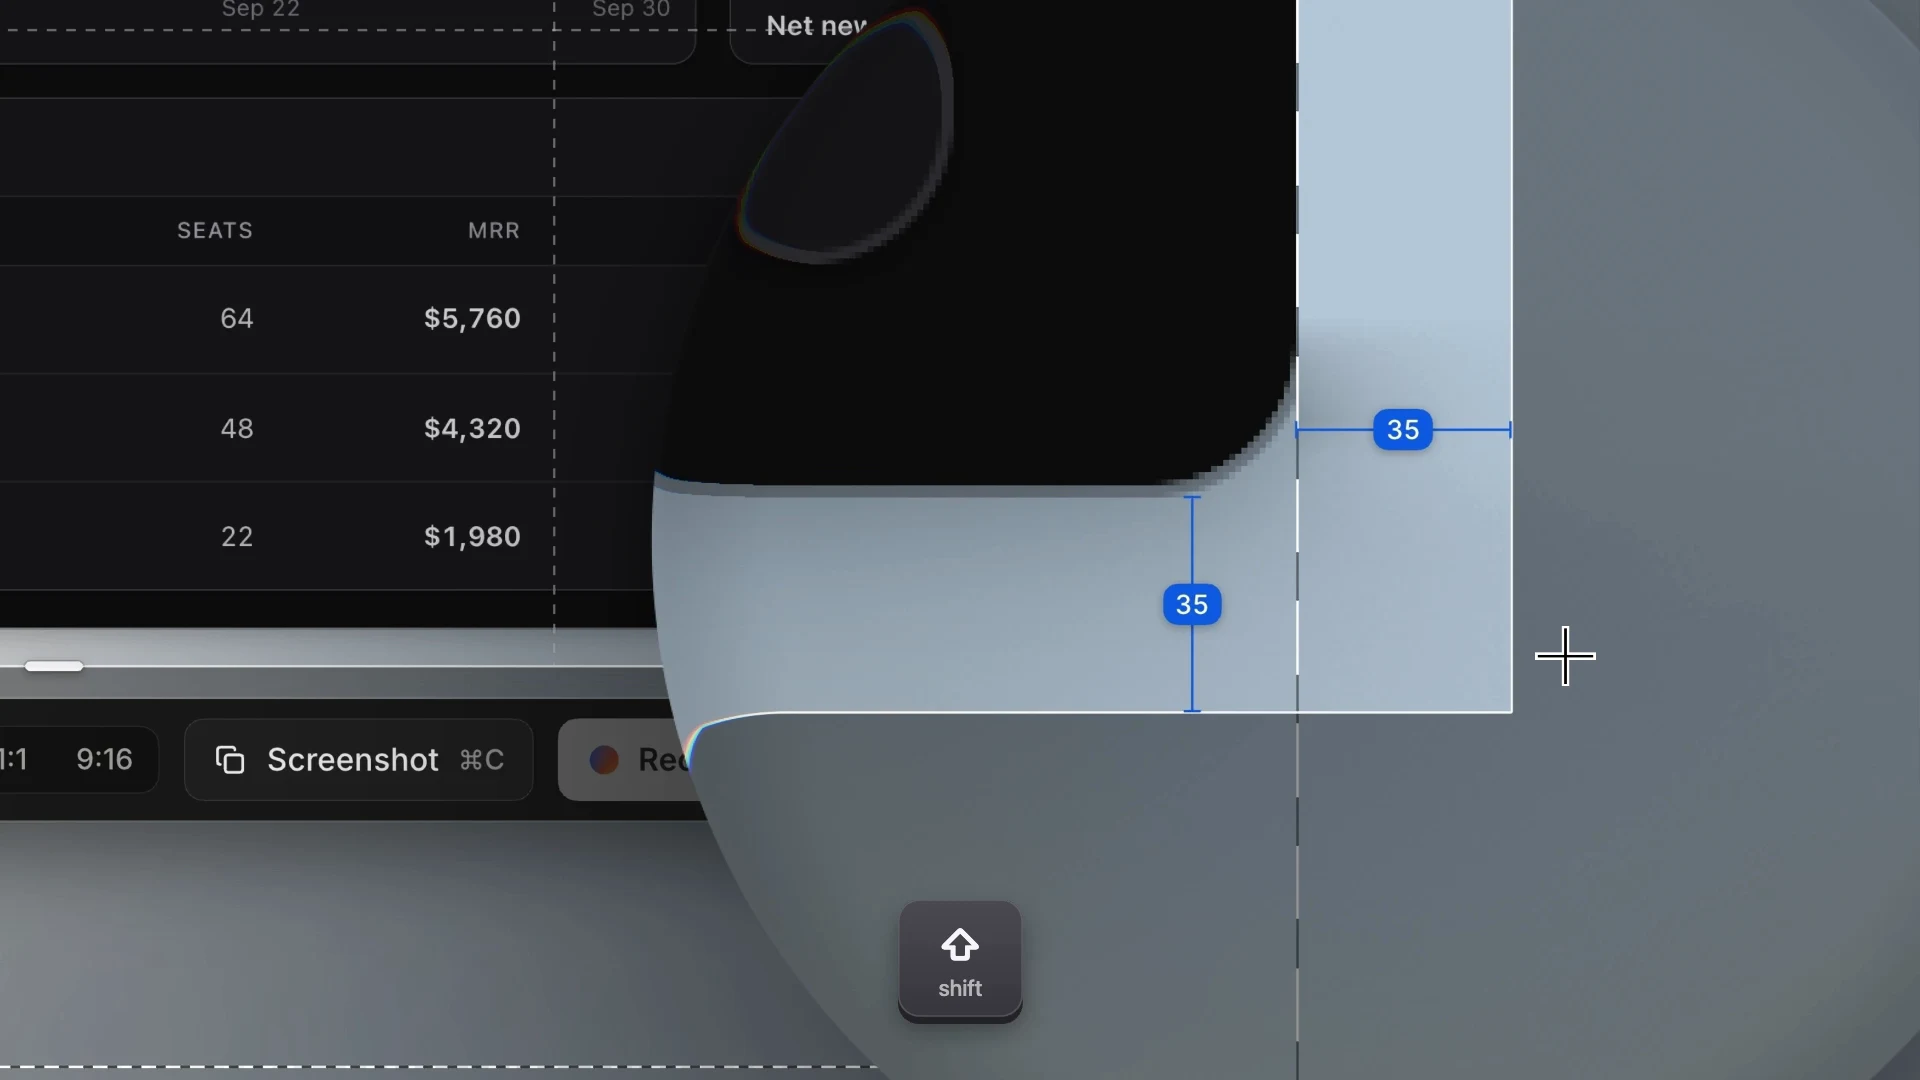 Sep 22
Sep 30
Net new
SEATS
MRR
64
$5,760
48
$4,320
22
$1,980
35
35
1:1
9:16
Screenshot ⌘C
Rec
shift